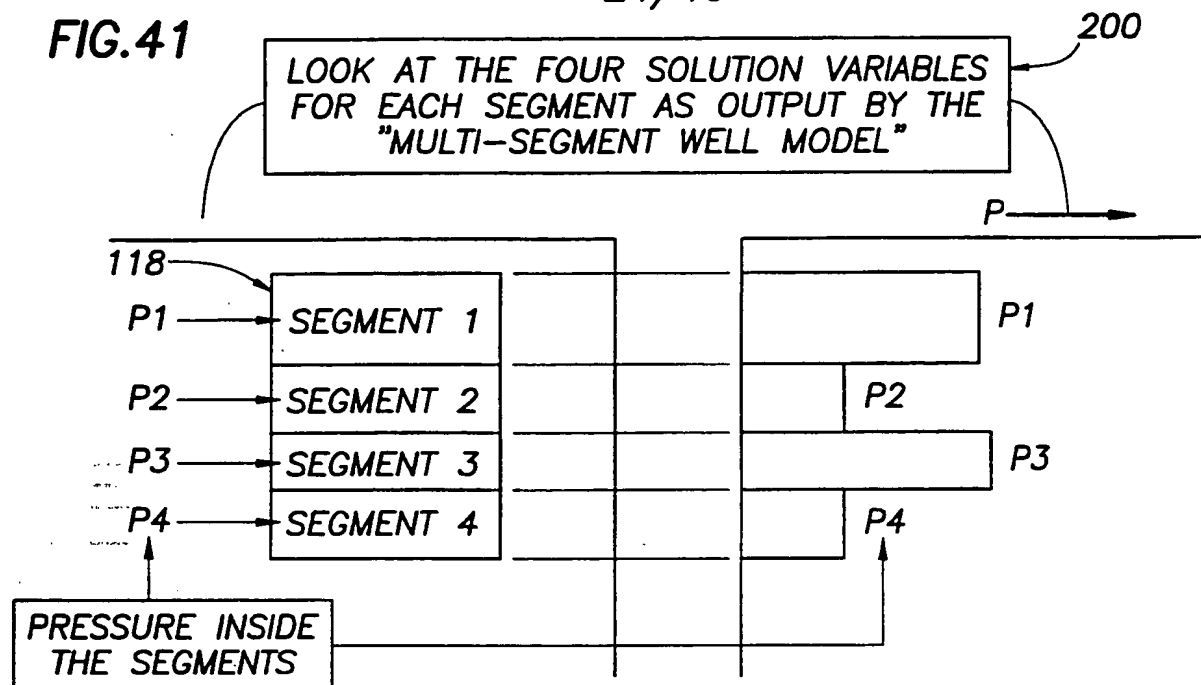 FIG.41
200
LOOK AT THE FOUR SOLUTION VARIABLES
FOR EACH SEGMENT AS OUTPUT BY THE
"MULTI-SEGMENT WELL MODEL"
P
118
P1
SEGMENT 1
P1
P2
SEGMENT 2
P2
P3
SEGMENT 3
P3
P4
SEGMENT 4
P4
PRESSURE INSIDE
THE SEGMENTS